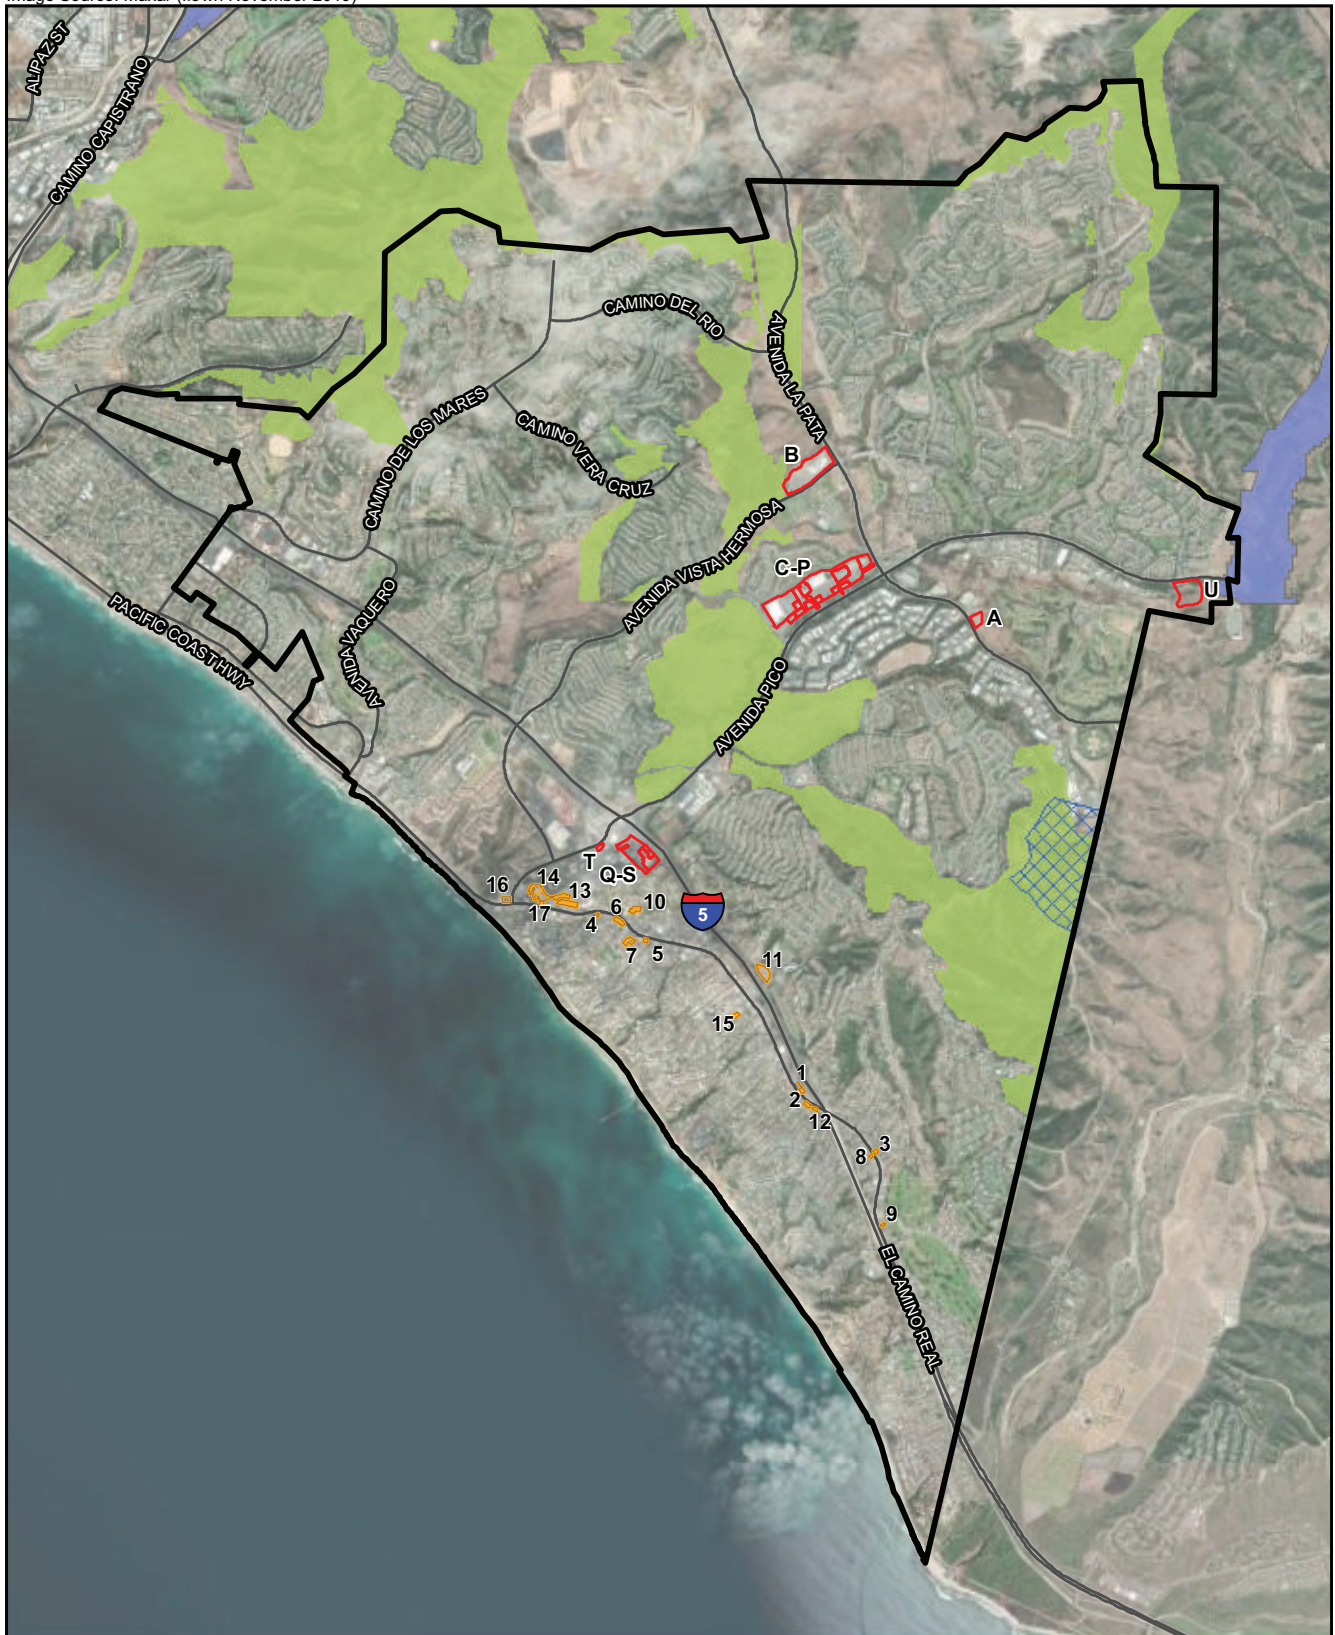 ALIPAZ ST
CAMINO CAPISTRANO
CAMINO DEL RIO
AVENIDA LA PATA
CAMINO DE LOS MARES
CAMINO VERA CRUZ
B
AVENIDA VISTA HERMOSA
C-P
U
A
PACIFIC COAST HWY
AVENIDA VAQUERO
AVENIDA PICO
T
Q-S
16
14
13
17
4
6
10
5
7
5
11
15
1
2
12
3
8
9
EL CAMINO REAL